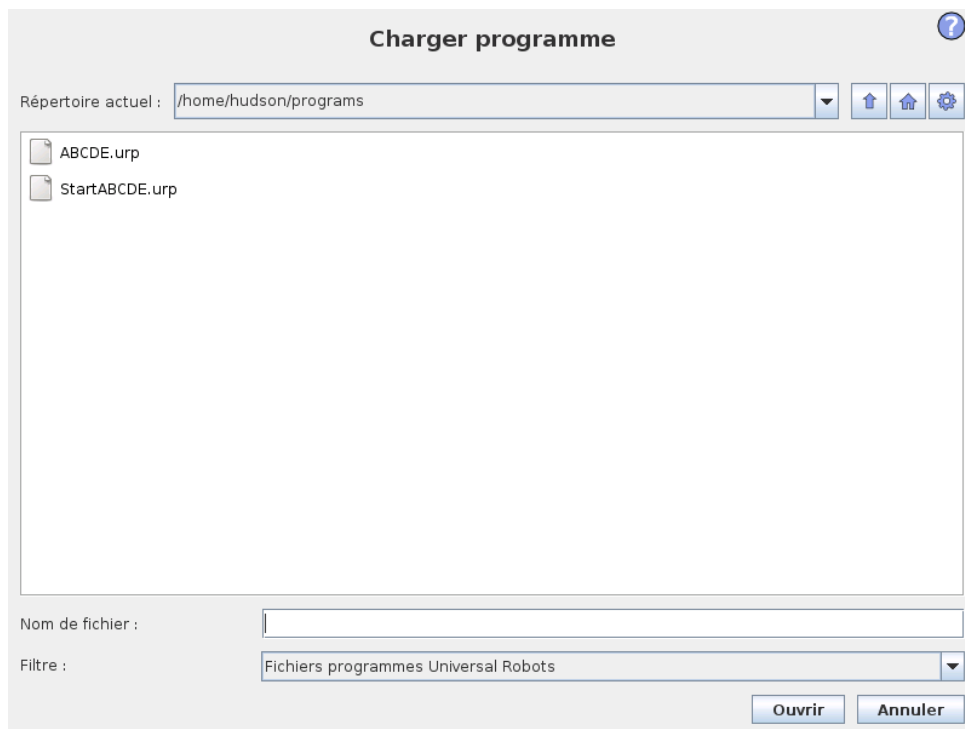 Charger programme
?
Répertoire actuel : /home/hudson/programs
ABCDE.urp
StartABCDE.urp
Nom de fichier :
Filtre : Fichiers programmes Universal Robots
Ouvrir Annuler